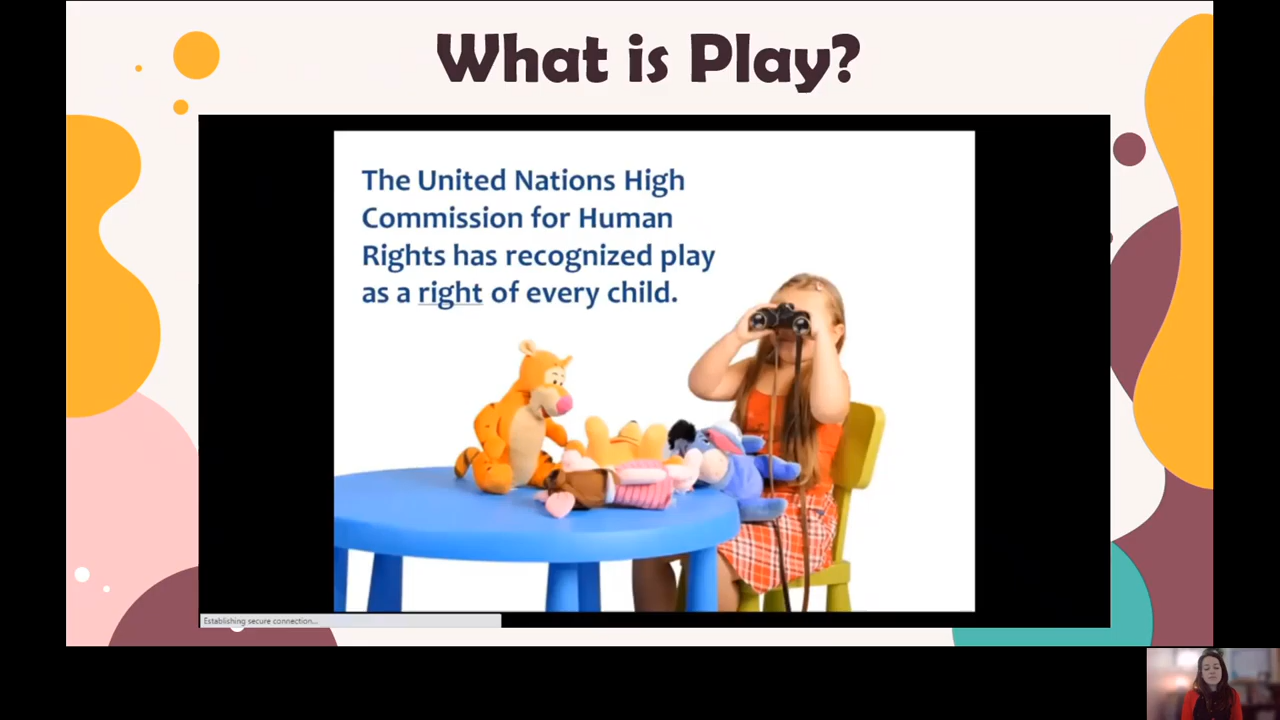 What is Play?
The United Nations High
Commission for Human
Rights has recognized play
as a right of every child.
Establishing secure connection...